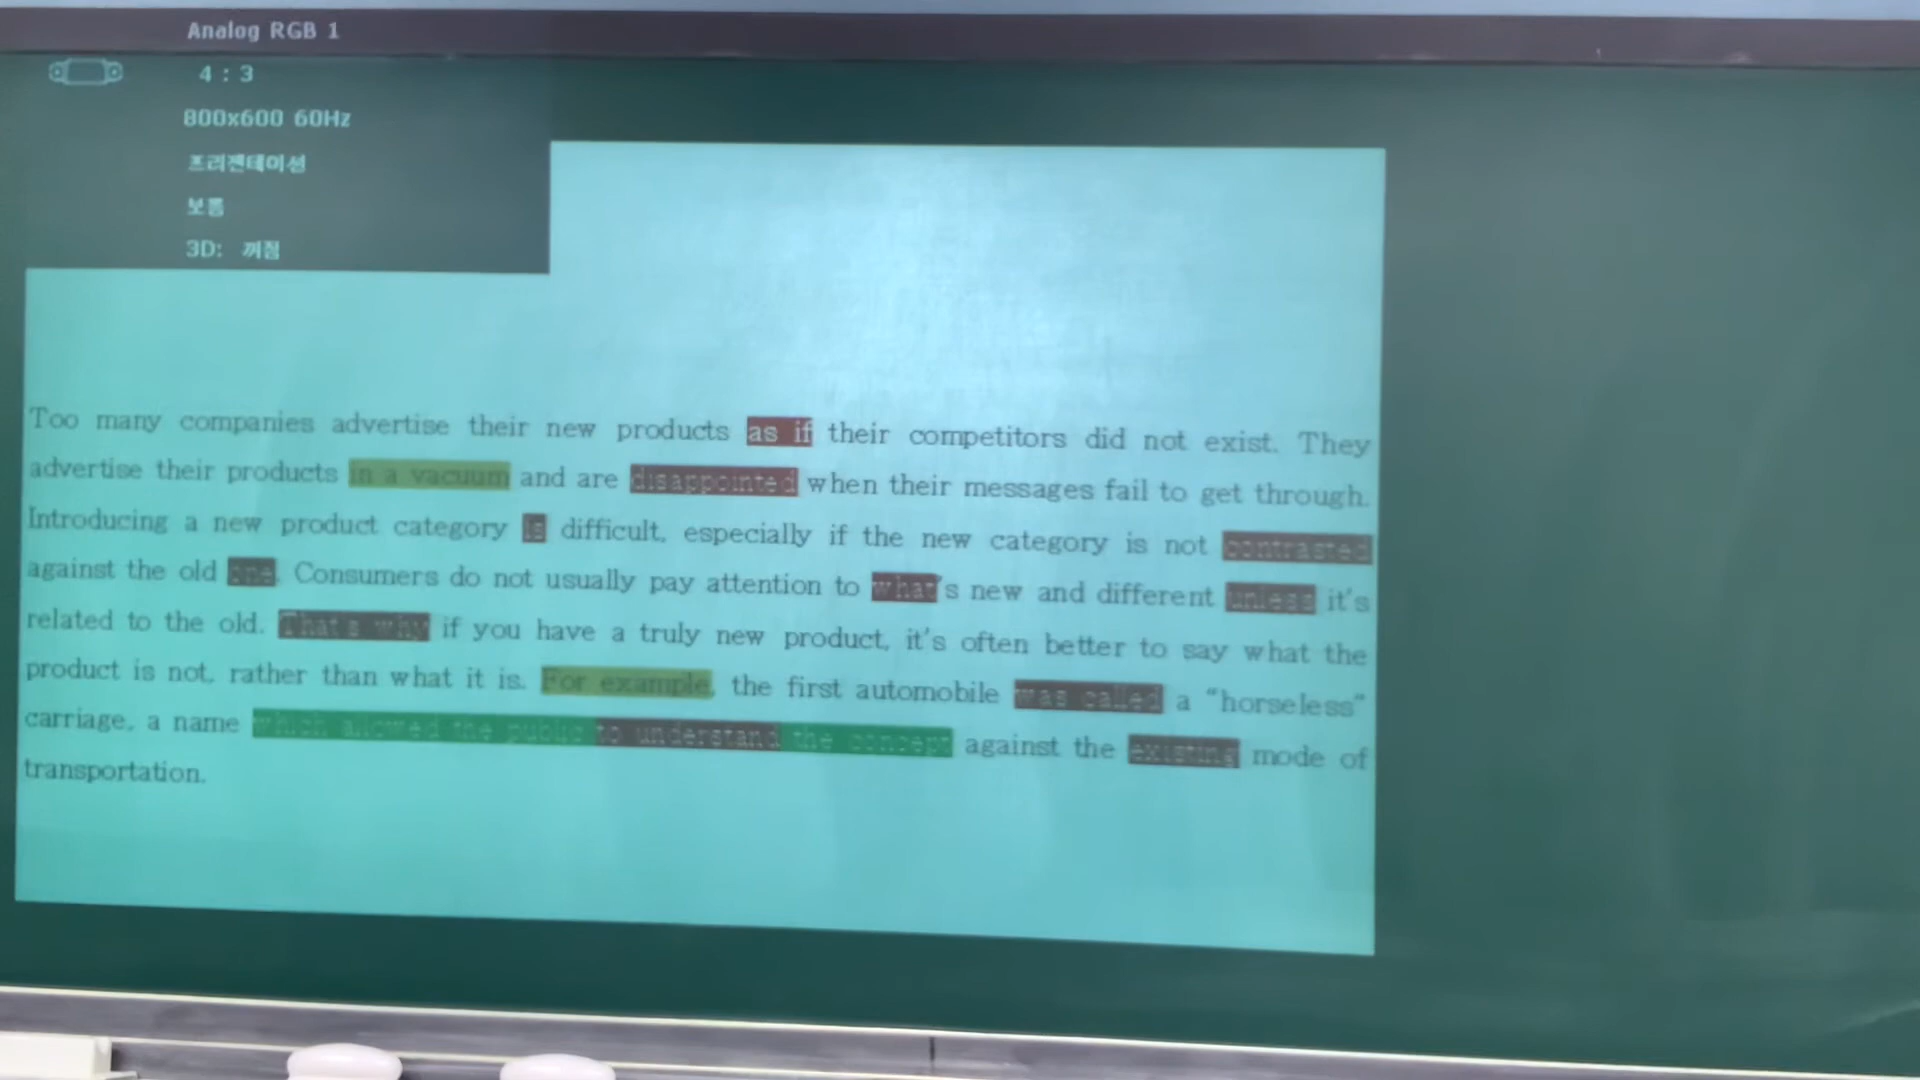 Analog RGB 1
4 : 3
800x600 60Hz
프리젠테이션
보통
3D: 꺼짐
Too many companies advertise their new products as if their competitors did not exist. They
advertise their products in a vacuum and are disappointed when their messages fail to get through.
Introducing a new product category is difficult, especially if the new category is not contrasted
against the old one. Consumers do not usually pay attention to what's new and different unless it's
related to the old. That's why if you have a truly new product, it's often better to say what the
product is not, rather than what it is. For example, the first automobile was called a “horseless”
carriage, a name which allowed the public to understand the concept against the existing mode of
transportation.